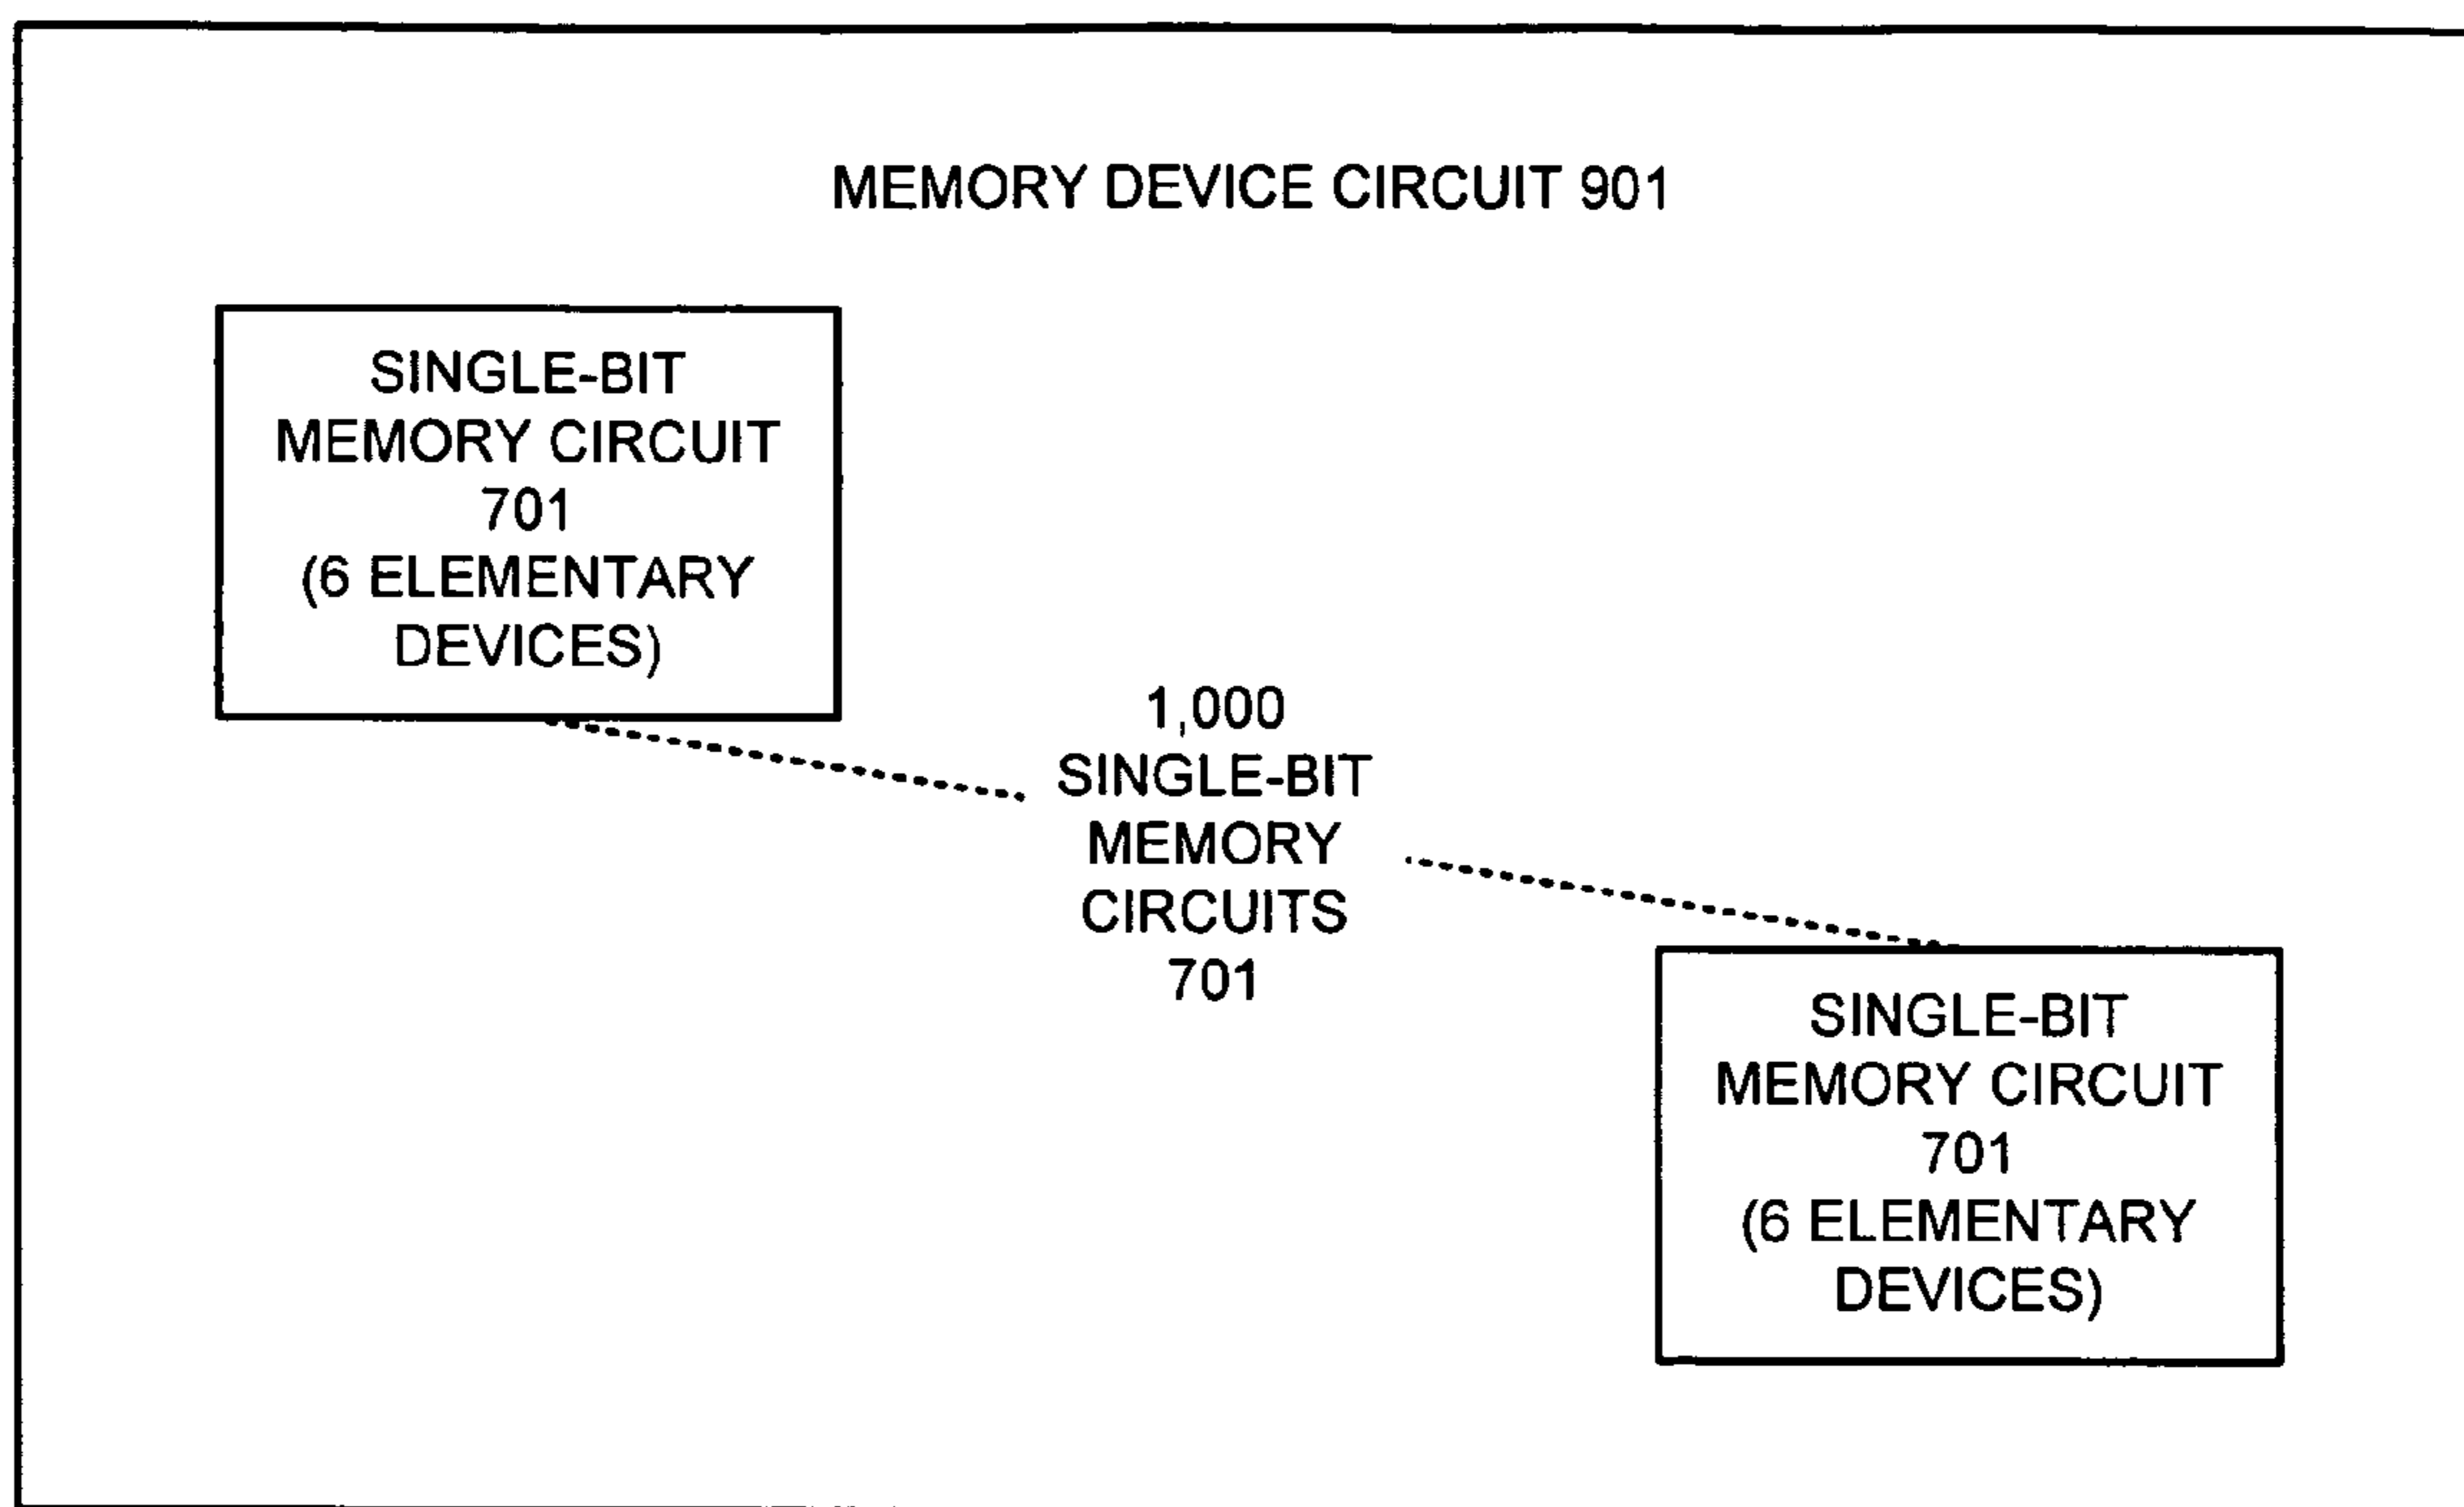 MEMORY DEVICE CIRCUIT 901
SINGLE-BIT
MEMORY CIRCUIT
701
(6 ELEMENTARY
DEVICES)
1,000
SINGLE-BIT
MEMORY
CIRCUITS
701
SINGLE-BIT
MEMORY CIRCUIT
701
(6 ELEMENTARY
DEVICES)